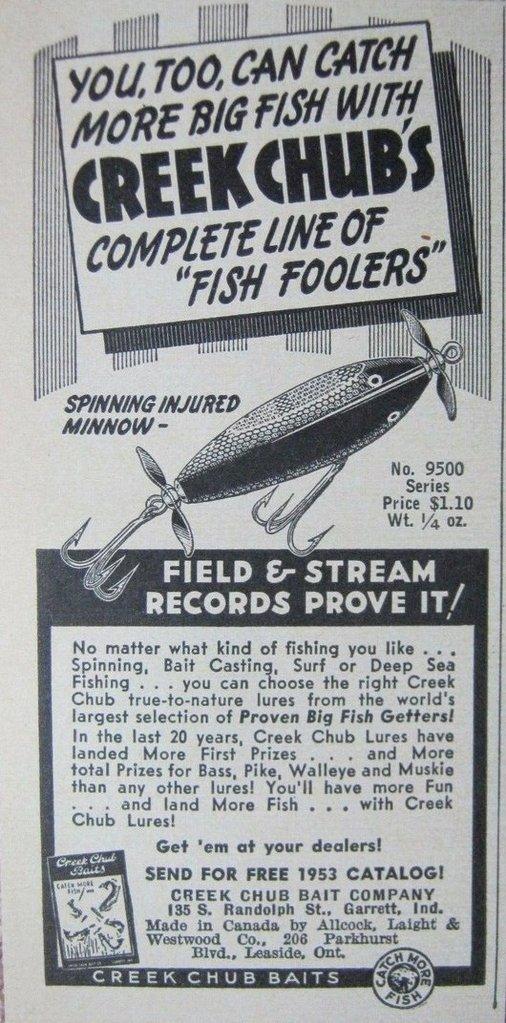 YOU, TOO, CAN CATCH
MORE BIG FISH WITH
CREEK CHUB'S
COMPLETE LINE OF
"FISH FOOLERS"
SPINNING INJURED
MINNOW -
No. 9500
Series
Price $1.10
Wt. 1/4 oz.
FIELD & STREAM
RECORDS PROVE IT!
No matter what kind of fishing you like . . .
Spinning, Bait Casting, Surf or Deep Sea
Fishing . . . you can choose the right Creek
Chub true-to-nature lures from the world's
largest selection of Proven Big Fish Getters!
In the last 20 years, Creek Chub Lures have
landed More First Prizes . . . and More
total Prizes for Bass, Pike, Walleye and Muskie
than any other lures! You'll have more Fun
. . . and land More Fish . . . with Creek
Chub Lures!
Get 'em at your dealers!
SEND FOR FREE 1953 CATALOG!
CREEK CHUB BAIT COMPANY
135 S. Randolph St., Garrett, Ind.
Made in Canada by Allcock, Laight &
Westwood Co., 206 Parkhurst
Blvd., Leaside, Ont.
Creek Chub
Baits
CATCH MORE
FISH
CREEK CHUB BAITS
CATCH MORE
FISH